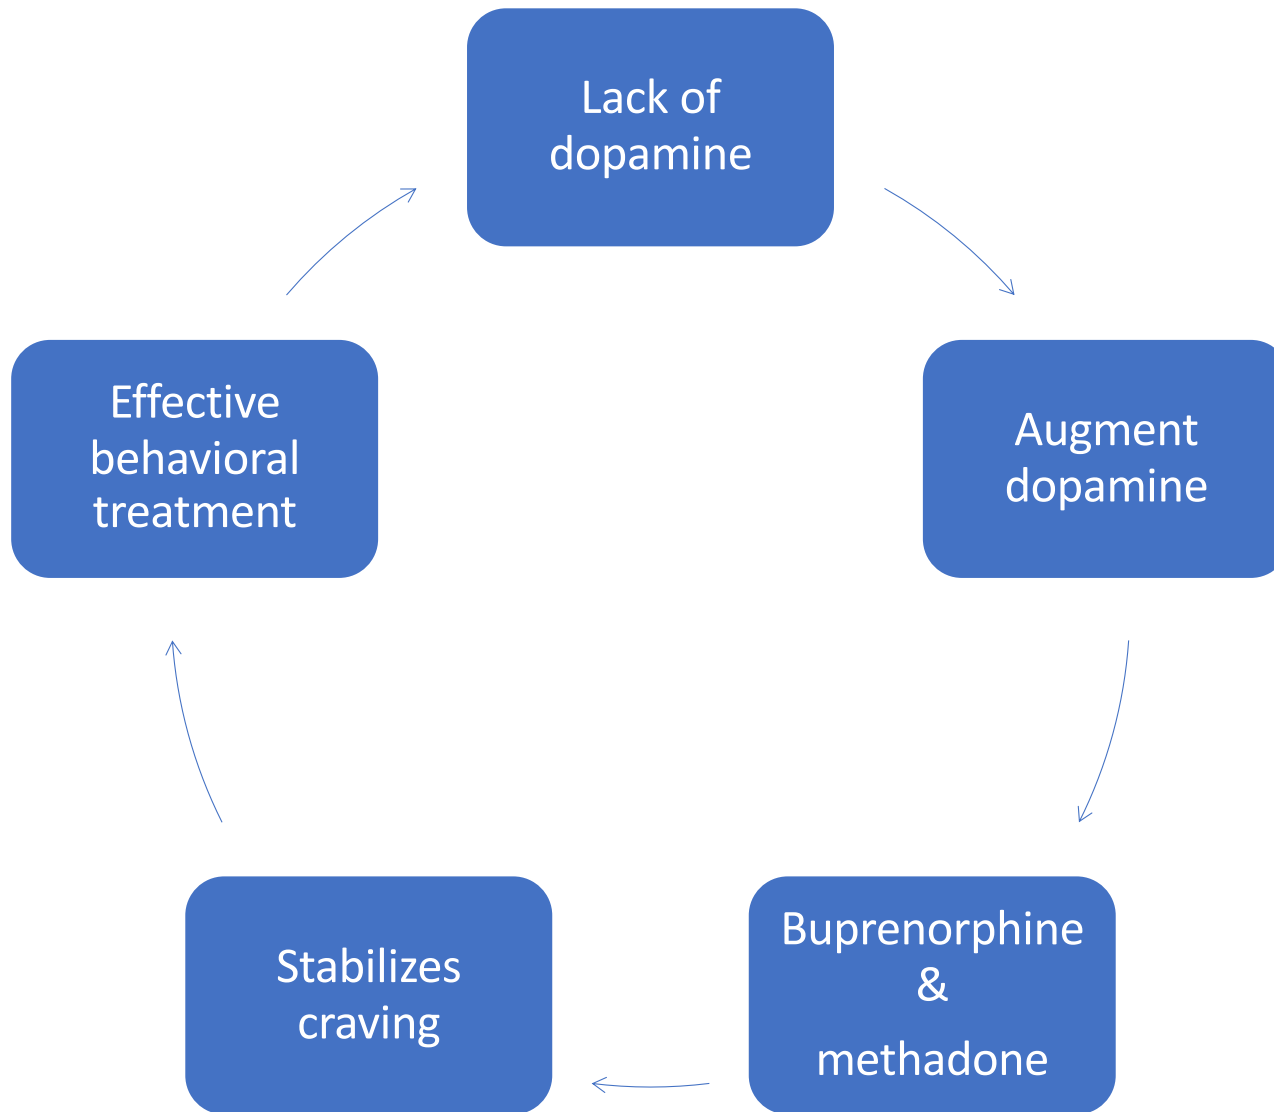 Lack of
dopamine
Augment
dopamine
Buprenorphine
&
methadone
Stabilizes
craving
Effective
behavioral
treatment